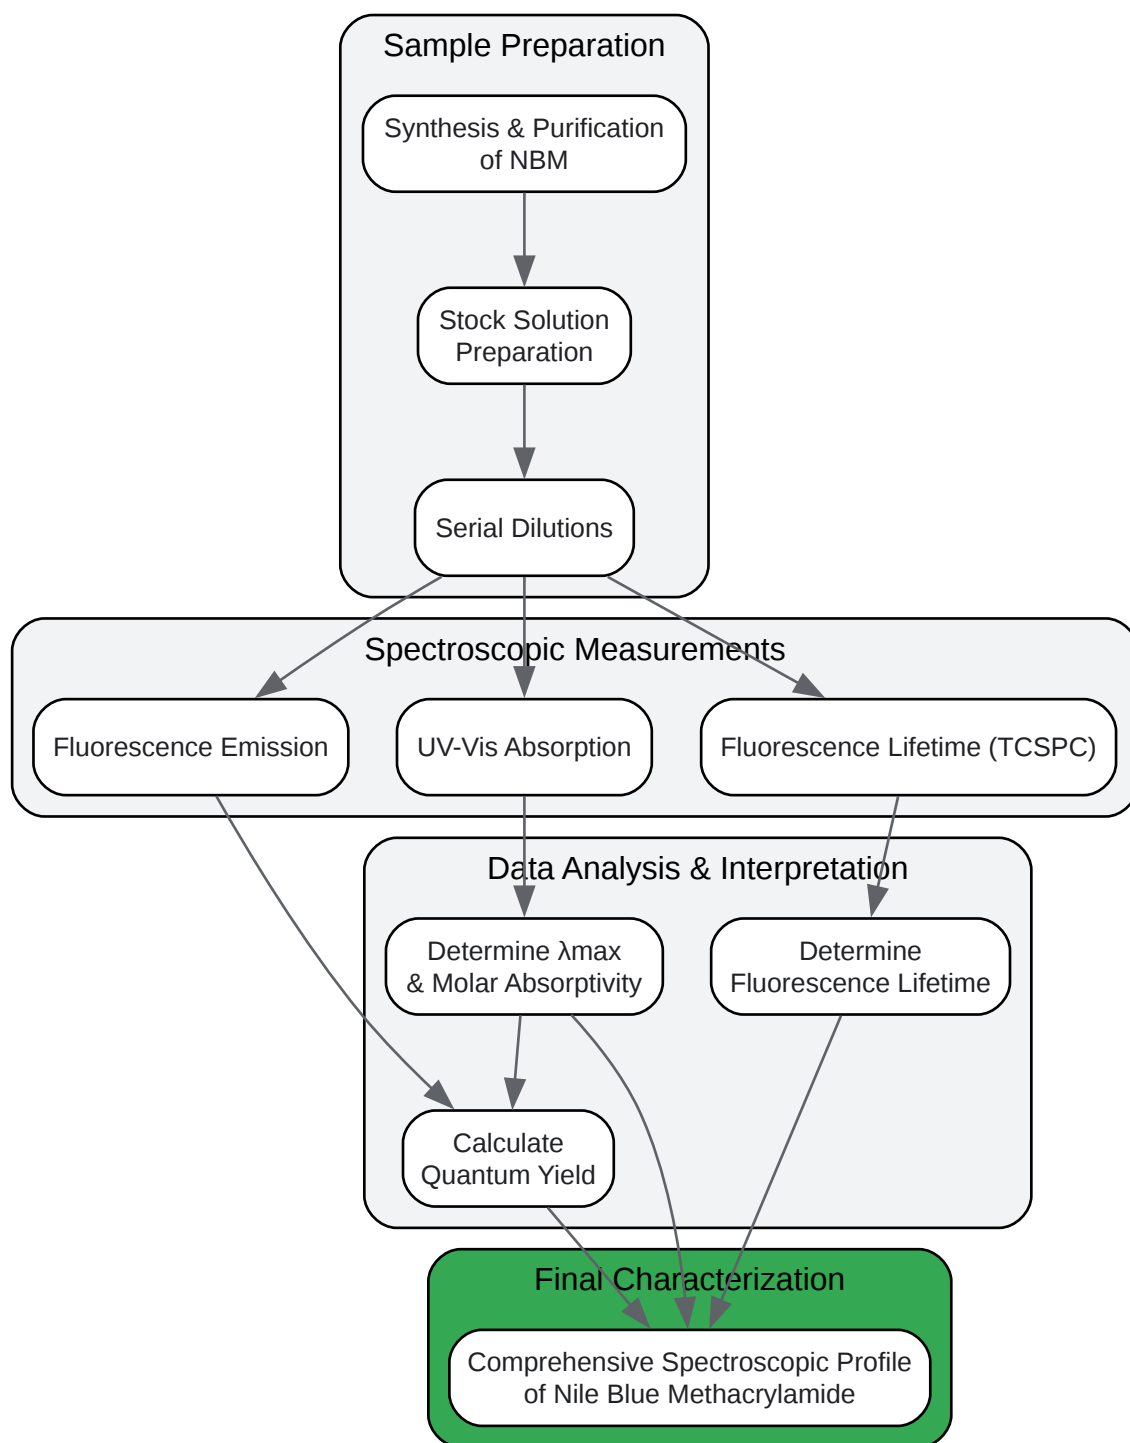 Sample Preparation
Synthesis & Purification
of NBM
Stock Solution
Preparation
Serial Dilutions
Spectroscopic Measurements
Fluorescence Emission
UV-Vis Absorption
Fluorescence Lifetime (TCSPC)
Data Analysis & Interpretation
Determine λmax
& Molar Absorptivity
Determine
Fluorescence Lifetime
Calculate
Quantum Yield
Final Characterization
Comprehensive Spectroscopic Profile
of Nile Blue Methacrylamide